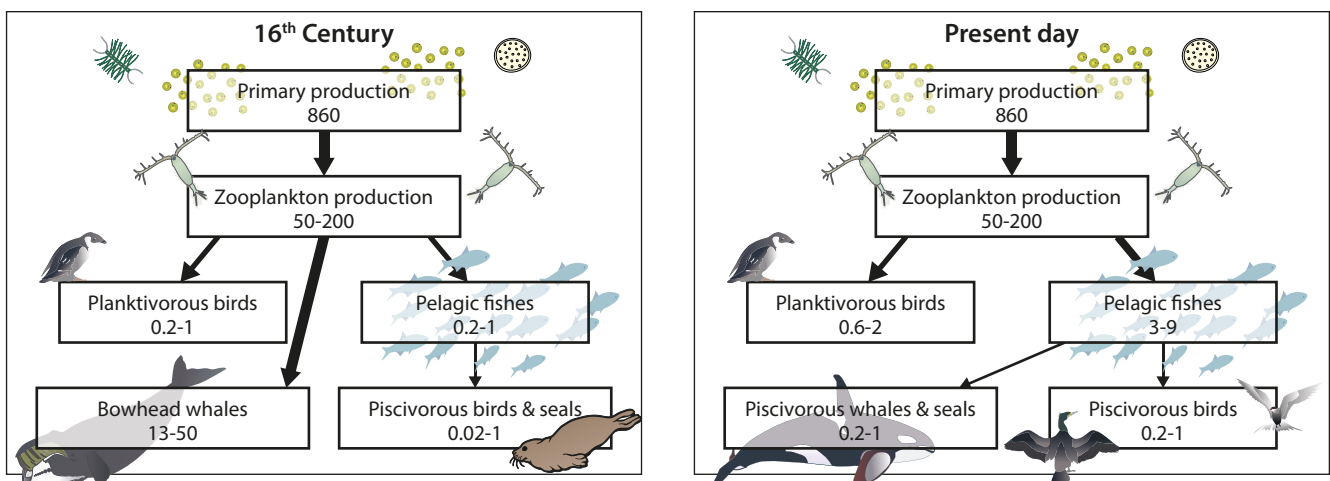 16th Century
Primary production
860
Zooplankton production
50-200
Planktivorous birds
0.2-1
Pelagic fishes
0.2-1
Bowhead whales
13-50
Piscivorous birds & seals
0.02-1
Present day
Primary production
860
Zooplankton production
50-200
Planktivorous birds
0.6-2
Pelagic fishes
3-9
Piscivorous whales & seals
0.2-1
Piscivorous birds
0.2-1